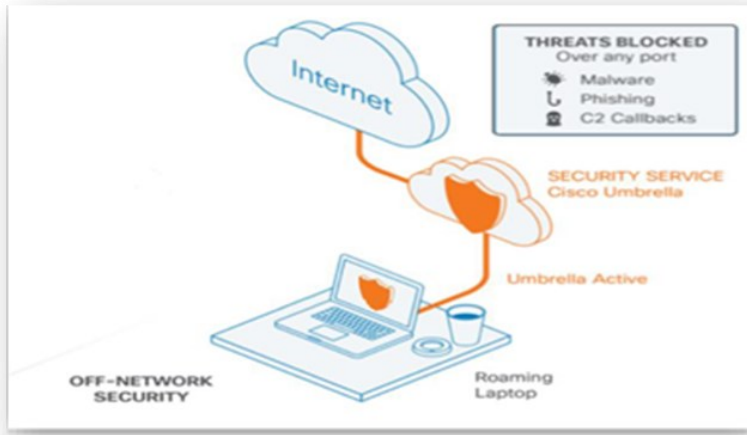 Internet
THREATS BLOCKED
Over any port
Malware
Phishing
C2 Callbacks
SECURITY SERVICE
Cisco Umbrella
Umbrella Active
Roaming
Laptop
OFF-NETWORK
SECURITY